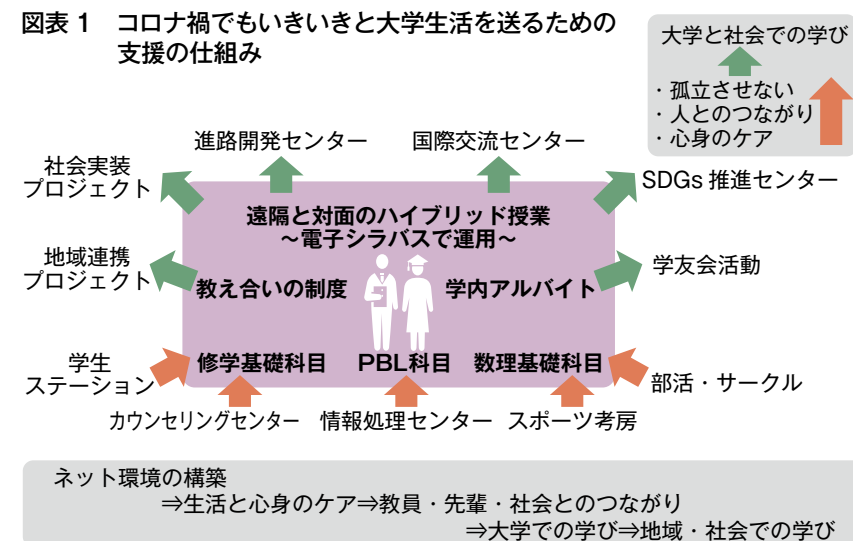 図表 1　コロナ禍でもいきいきと大学生活を送るための
支援の仕組み
大学と社会での学び
・孤立させない
・人とのつながり
・心身のケア
進路開発センター
国際交流センター
社会実装
プロジェクト
SDGs 推進センター
遠隔と対面のハイブリッド授業
～電子シラバスで運用～
地域連携
プロジェクト
学友会活動
教え合いの制度
学内アルバイト
修学基礎科目
PBL科目
数理基礎科目
学生
ステーション
部活・サークル
カウンセリングセンター
情報処理センター
スポーツ考房
ネット環境の構築
⇒生活と心身のケア⇒教員・先輩・社会とのつながり
⇒大学での学び⇒地域・社会での学び